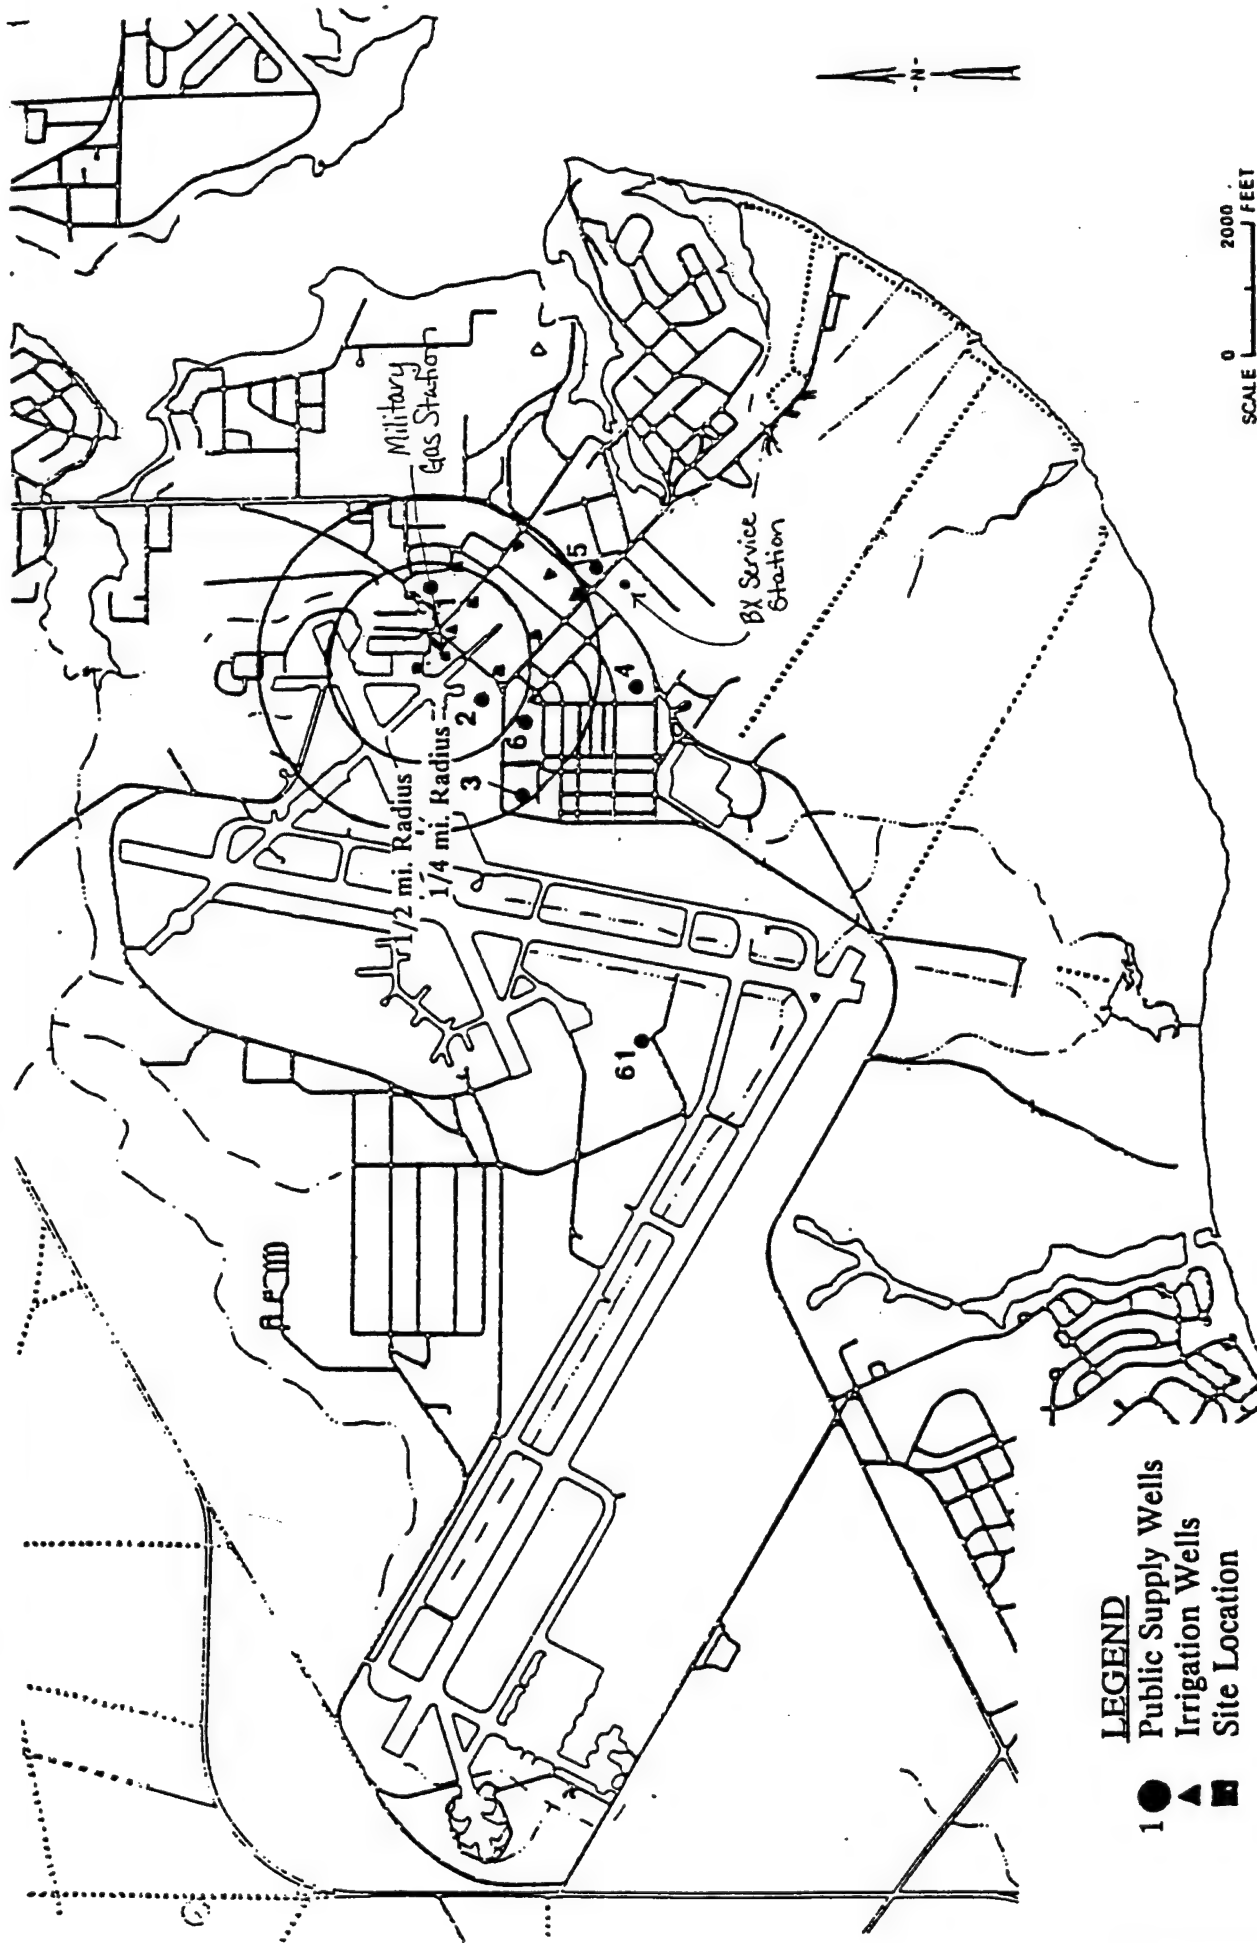 -N-
Military
Gas Station
1/2 mi. Radius
1/4 mi. Radius
1
2
3
4
5
6
61
BX Service
Station
LEGEND
1 Public Supply Wells
Irrigation Wells
Site Location
SCALE 0 2000 FEET